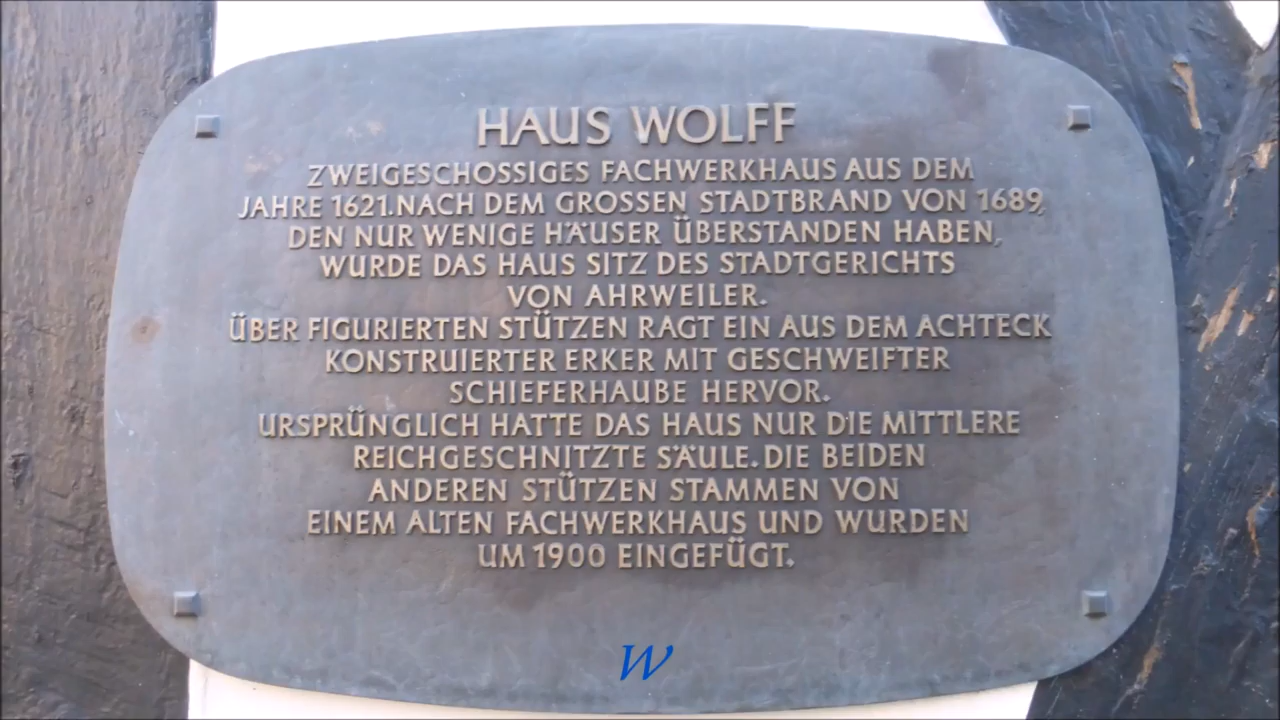 HAUS WOLFF
ZWEIGESCHOSSIGES FACHWERKHAUS AUS DEM
JAHRE 1621. NACH DEM GROSSEN STADTBRAND VON 1689,
DEN NUR WENIGE HÄUSER ÜBERSTANDEN HABEN,
WURDE DAS HAUS SITZ DES STADTGERICHTS
VON AHRWEILER.
ÜBER FIGURIERTEN STÜTZEN RAGT EIN AUS DEM ACHTECK
KONSTRUIERTER ERKER MIT GESCHWEIFTER
SCHIEFERHAUBE HERVOR.
URSPRÜNGLICH HATTE DAS HAUS NUR DIE MITTLERE
REICHGESCHNITZTE SÄULE. DIE BEIDEN
ANDEREN STÜTZEN STAMMEN VON
EINEM ALTEN FACHWERKHAUS UND WURDEN
UM 1900 EINGEFÜGT.
W